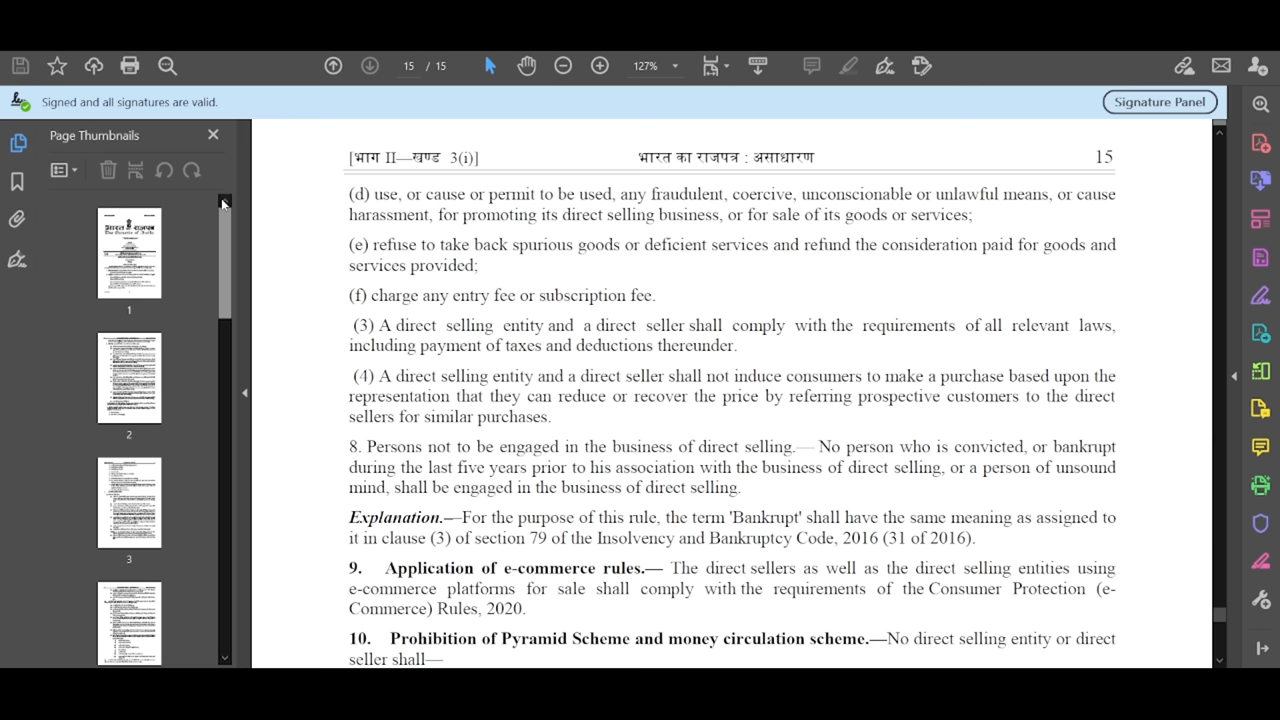 15 / 15
127%
Signed and all signatures are valid.
Signature Panel
Page Thumbnails
1
2
3
[भाग II—खण्ड 3(i)] भारत का राजपत्र : असाधारण 15
(d) use, or cause or permit to be used, any fraudulent, coercive, unconscionable or unlawful means, or cause
harassment, for promoting its direct selling business, or for sale of its goods or services;
(e) refuse to take back spurious goods or deficient services and refund the consideration paid for goods and
services provided;
(f) charge any entry fee or subscription fee.
(3) A direct selling entity and a direct seller shall comply with the requirements of all relevant laws,
including payment of taxes and deductions thereunder.
(4) A direct selling entity or a direct seller shall not induce consumers to make a purchase based upon the
representation that they can reduce or recover the price by referring prospective customers to the direct
sellers for similar purchases.
8. Persons not to be engaged in the business of direct selling.— No person who is convicted, or bankrupt
during the last five years prior to his association with the business of direct selling, or a person of unsound
mind shall be engaged in the business of direct selling.
Explanation.—For the purpose of this rule, the term 'Bankrupt' shall have the same meaning as assigned to
it in clause (3) of section 79 of the Insolvency and Bankruptcy Code, 2016 (31 of 2016).
9. Application of e-commerce rules.— The direct sellers as well as the direct selling entities using
e-commerce platforms for sale shall comply with the requirements of the Consumer Protection (e-
Commerce) Rules, 2020.
10. Prohibition of Pyramid Scheme and money circulation scheme.—No direct selling entity or direct
seller shall—